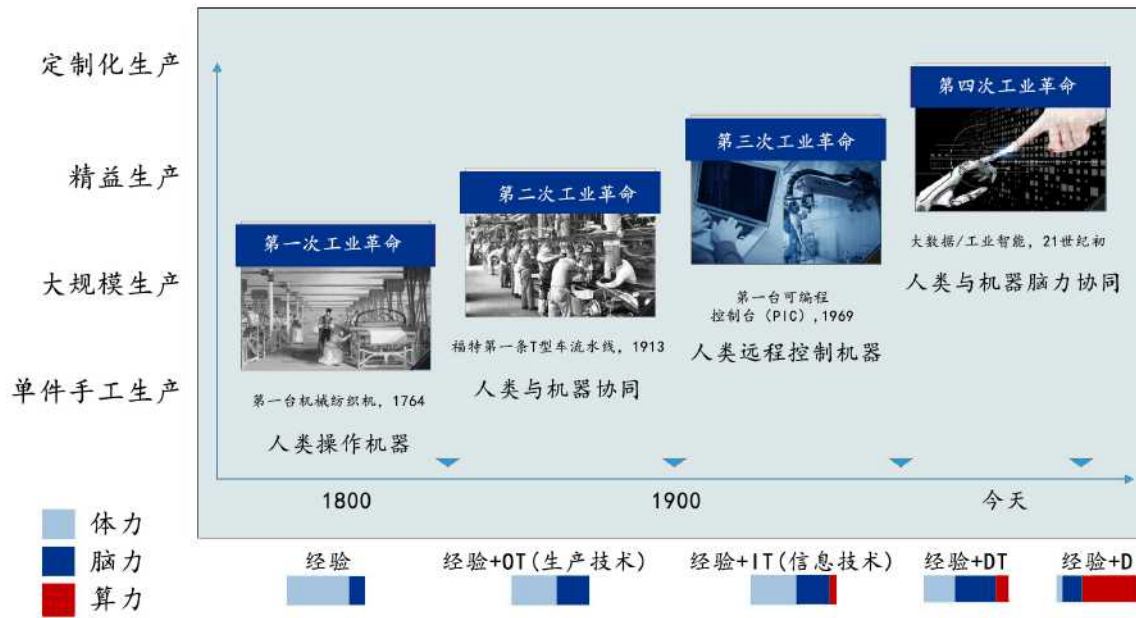 定制化生产
精益生产
大规模生产
单件手工生产
第一次工业革命
第一台机械纺织机, 1764
人类操作机器
第二次工业革命
福特第一条T型车流水线, 1913
人类与机器协同
第三次工业革命
第一台可编程
控制台 (PIC) ,1969
人类远程控制机器
第四次工业革命
大数据/工业智能, 21世纪初
人类与机器脑力协同
1800
1900
今天
体力
脑力
算力
经验
经验+OT(生产技术)
经验+IT(信息技术)
经验+DT
经验+D